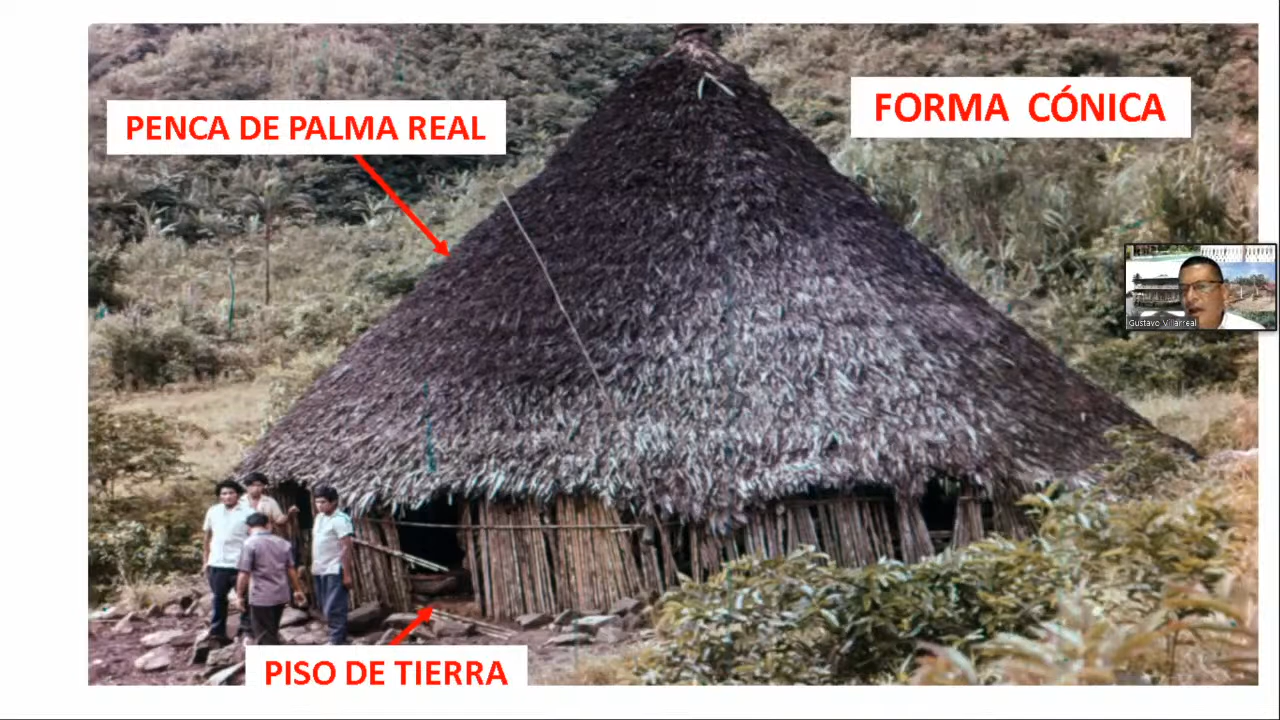 PENCA DE PALMA REAL
FORMA CÓNICA
Gustavo Villarreal
PISO DE TIERRA